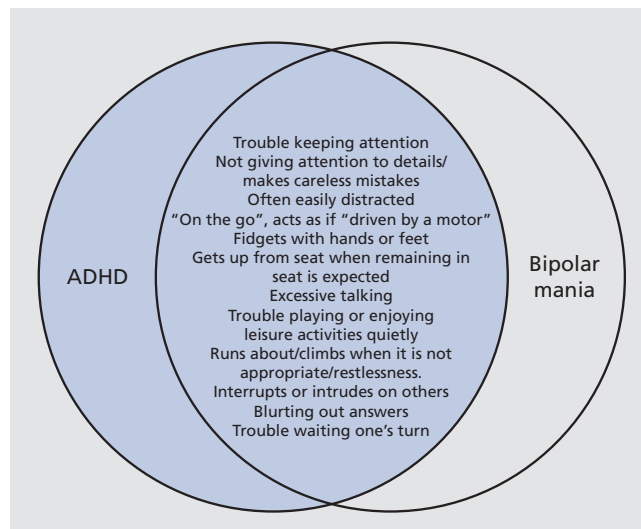 Trouble keeping attention
Not giving attention to details/
makes careless mistakes
Often easily distracted
“On the go”, acts as if “driven by a motor”
Fidgets with hands or feet
Gets up from seat when remaining in
seat is expected
Excessive talking
Trouble playing or enjoying
leisure activities quietly
Runs about/climbs when it is not
appropriate/restlessness.
Interrupts or intrudes on others
Blurting out answers
Trouble waiting one’s turn
ADHD
Bipolar
mania